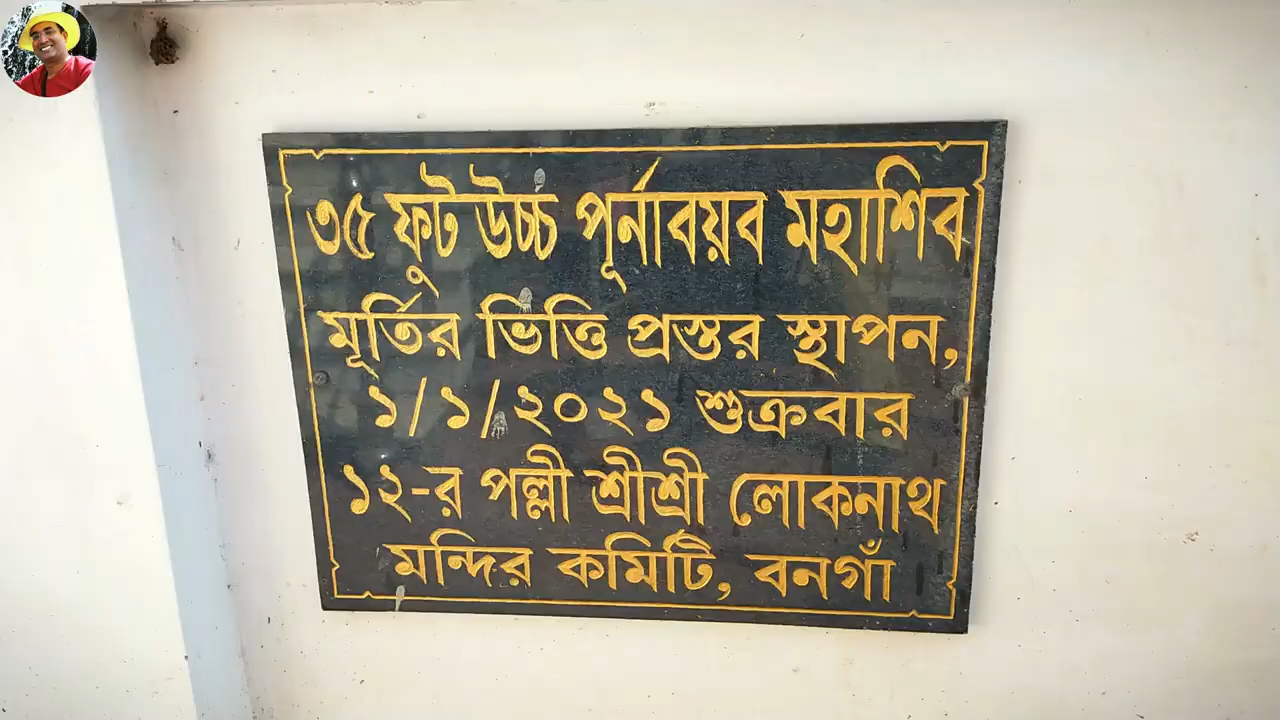 ৩৫ ফুট উচ্চ পূর্নাবয়ব মহাশিব
মূর্তির ভিত্তি প্রস্তর স্থাপন,
১/১/২০২১ শুক্রবার
১২-র পল্লী শ্রীশ্রী লোকনাথ
মন্দির কমিটি, বনগাঁ